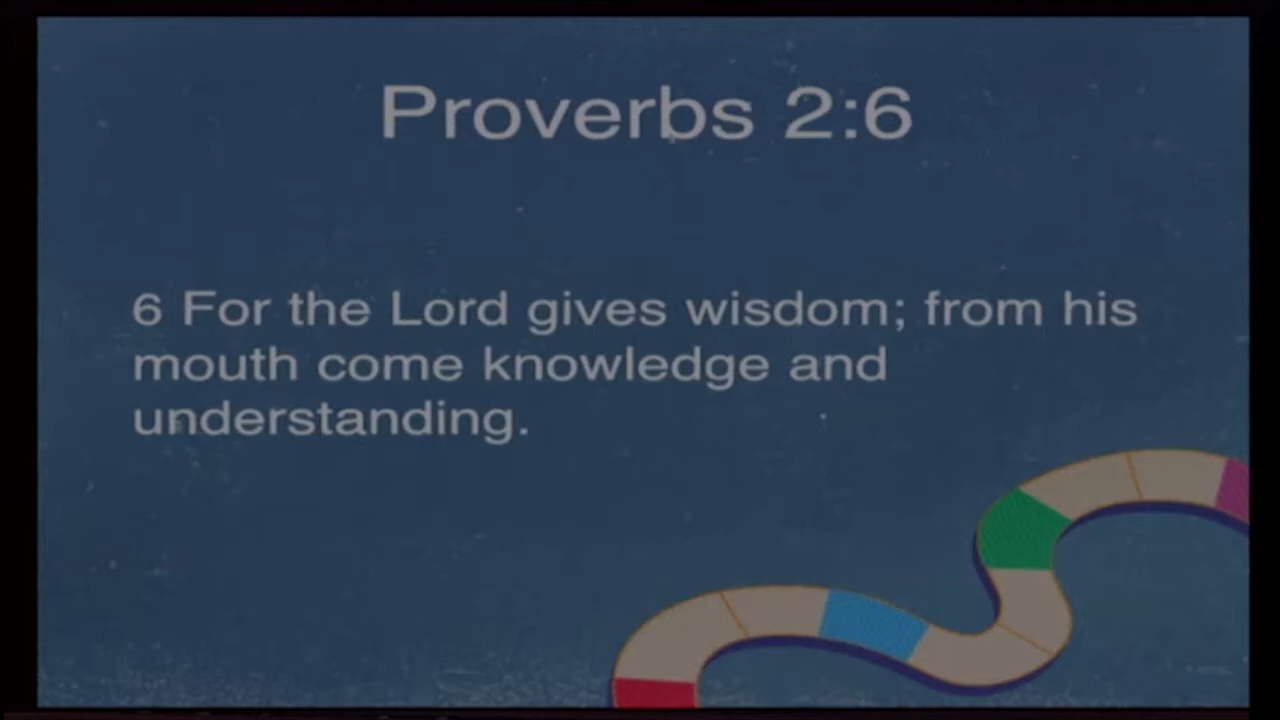 Proverbs 2:6
6 For the Lord gives wisdom; from his
mouth come knowledge and
understanding.